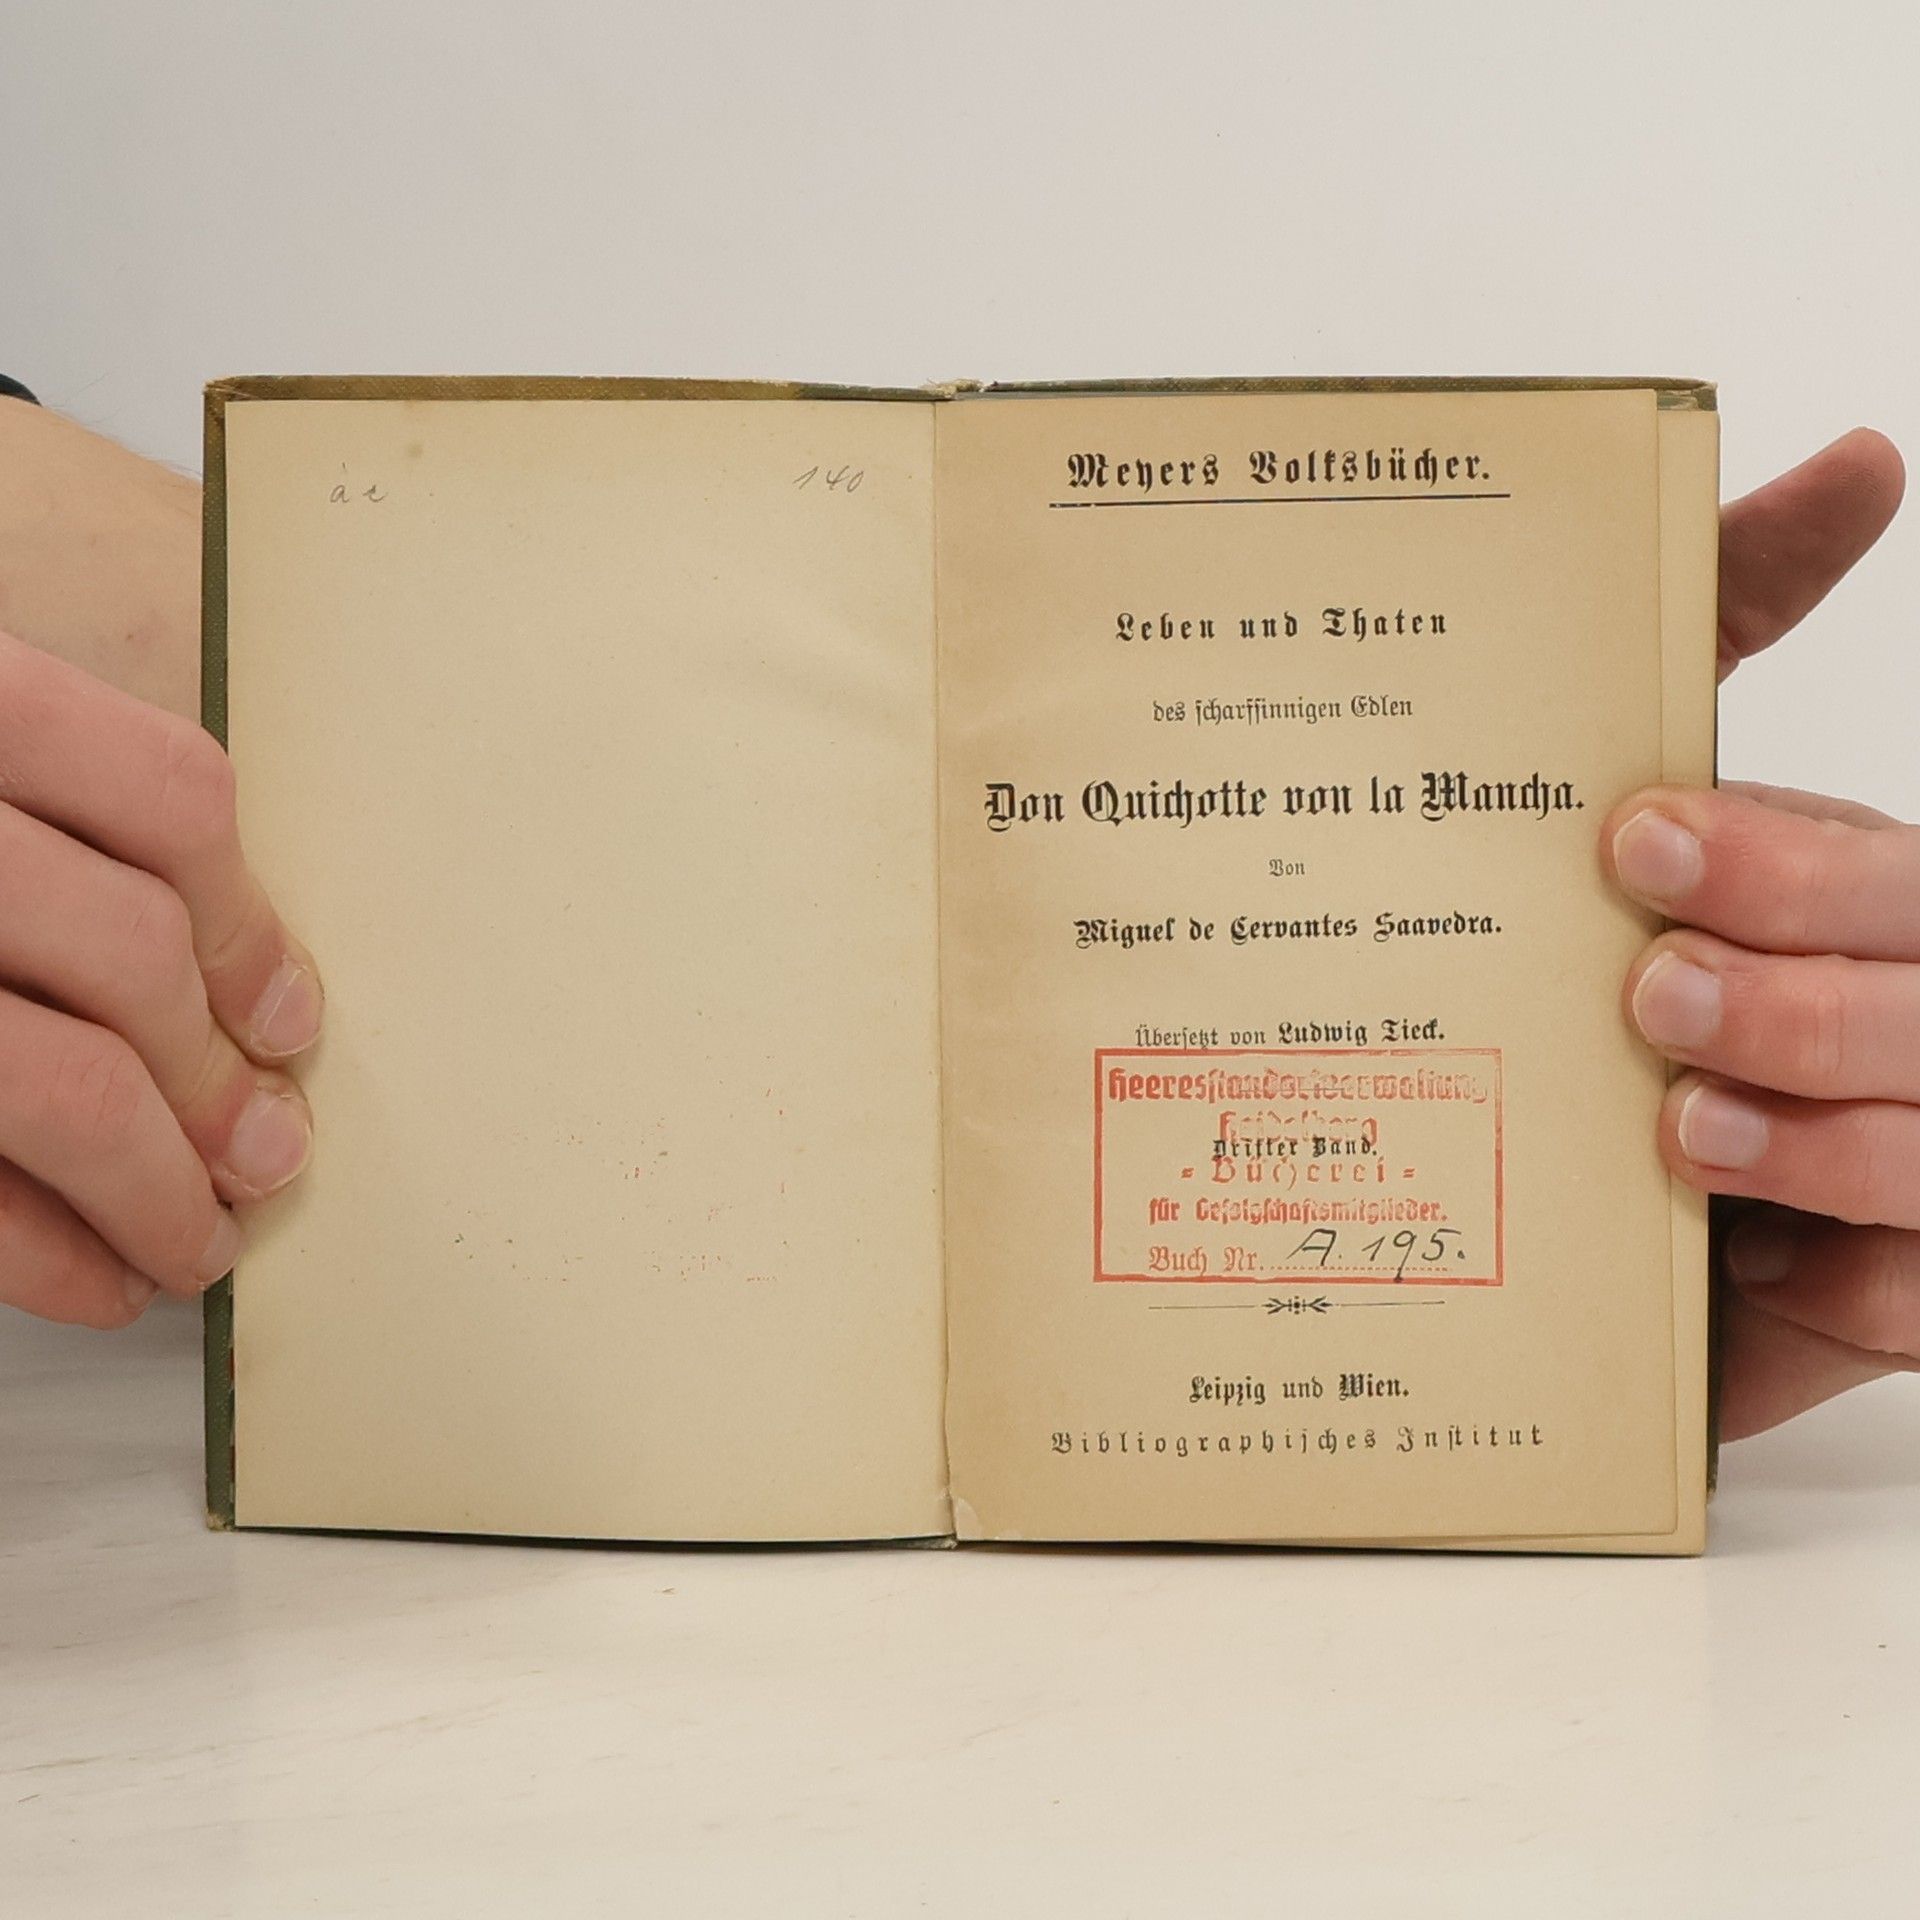 140
Meyers Volksbücher.
Leben und Thaten
des scharfsinnigen Edlen
Don Quichotte von la Mancha.
Von
Miguel de Cervantes Saavedra.
Übersetzt von Ludwig Tieck.
Heeresstandortverwaltung
Heidelberg
Dritter Band.
- Bücherei -
für Gefolgschaftsmitglieder.
Buch Nr. A. 195.
Leipzig und Wien.
Bibliographisches Institut